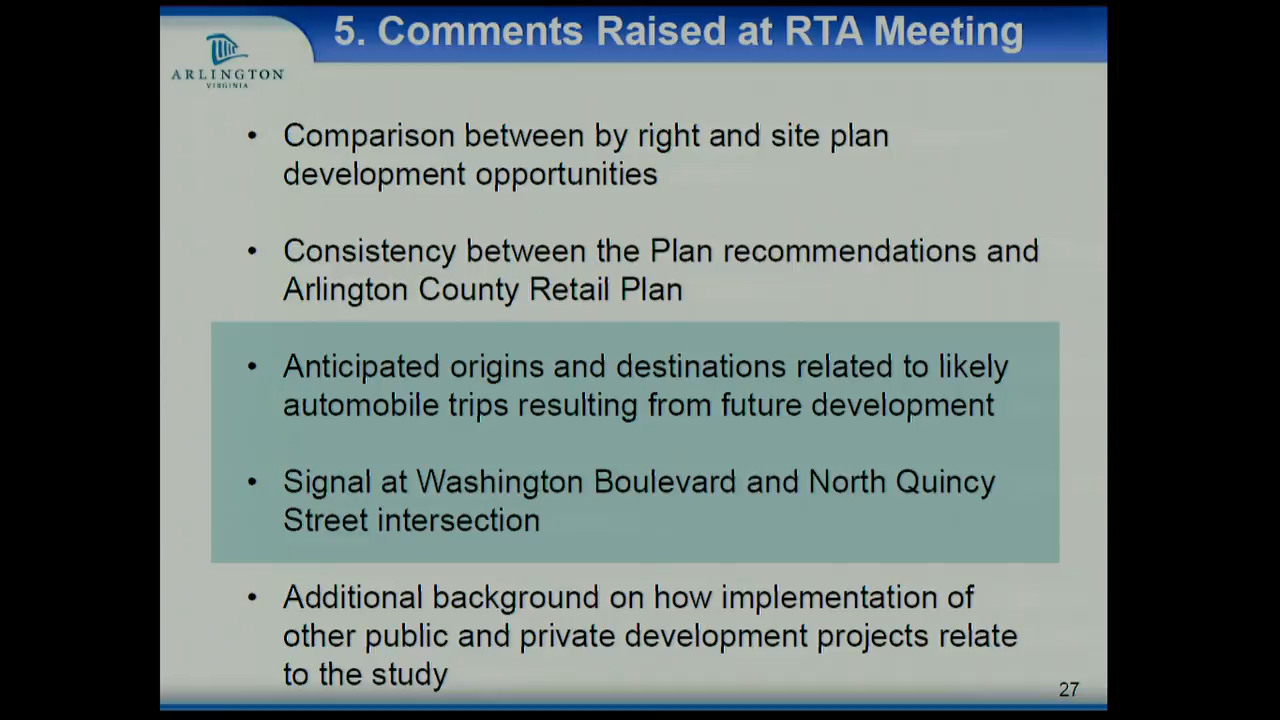 5. Comments Raised at RTA Meeting
ARLINGTON
VIRGINIA
• Comparison between by right and site plan
development opportunities
• Consistency between the Plan recommendations and
Arlington County Retail Plan
• Anticipated origins and destinations related to likely
automobile trips resulting from future development
• Signal at Washington Boulevard and North Quincy
Street intersection
• Additional background on how implementation of
other public and private development projects relate
to the study
27